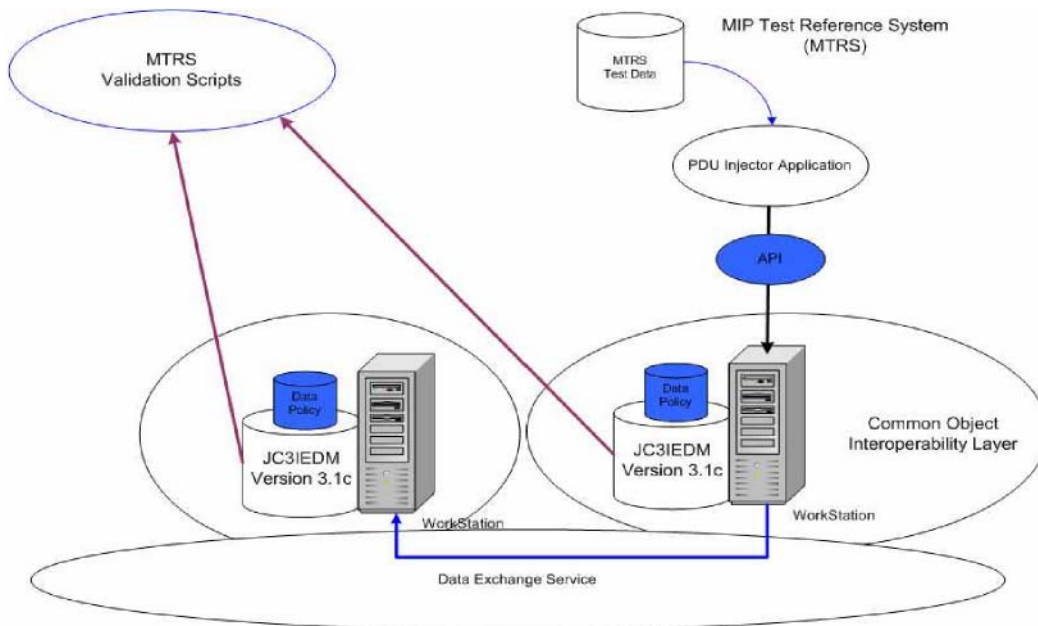 MIP Test Reference System
(MTRS)
MTRS
Validation Scripts
MTRS
Test Data
PDU Injector Application
API
Data
Policy
JC3IEDM
Version 3.1c
WorkStation
Data
Policy
JC3IEDM
Version 3.1c
WorkStation
Common Object
Interoperability Layer
Data Exchange Service